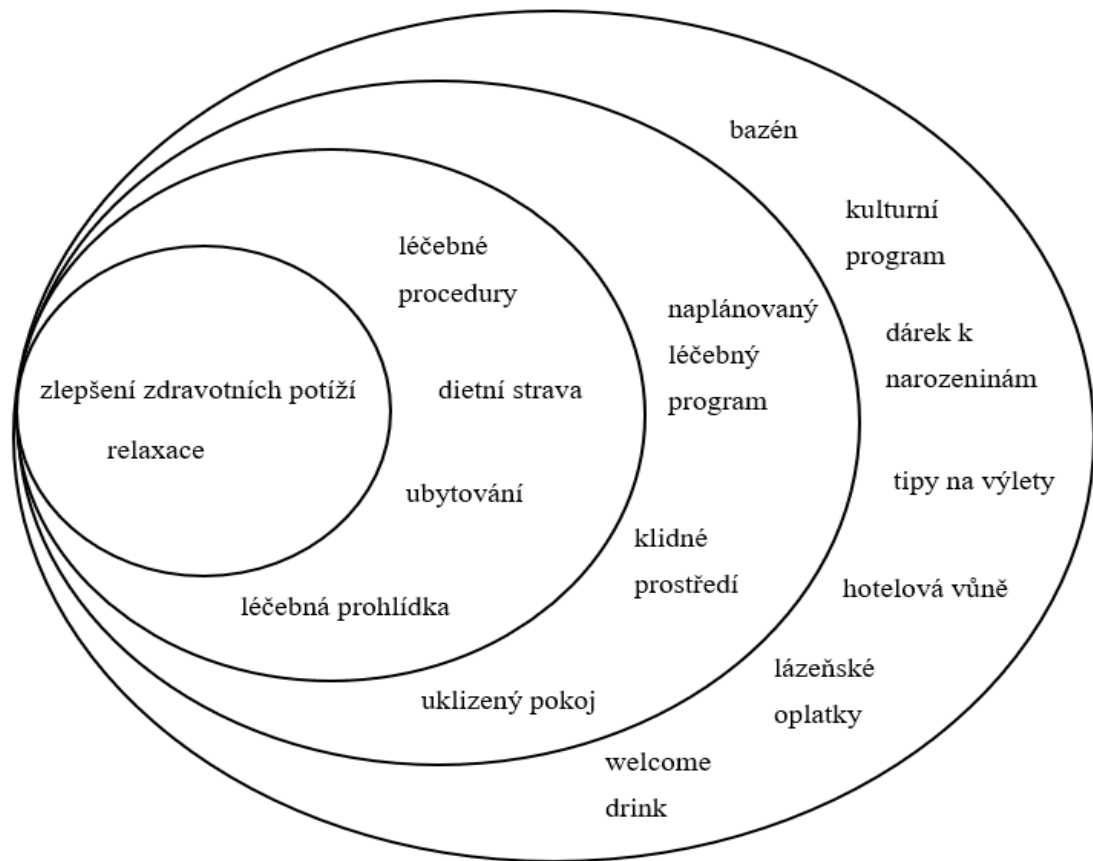 zlepšení zdravotních potíží
relaxace
léčebné
procedury
dietní strava
ubytování
léčebná prohlídka
naplánovaný
léčebný
program
klidné
prostředí
uklizený pokoj
bazén
kulturní
program
dárek k
narozeninám
tipy na výlety
hotelová vůně
lázeňské
oplatky
welcome
drink